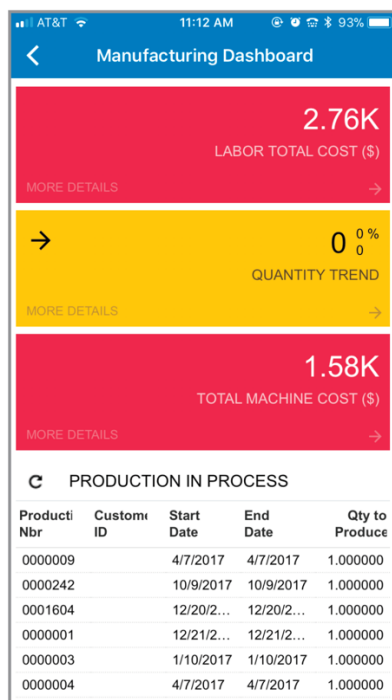 AT&T 11:12 AM 93%
Manufacturing Dashboard
2.76K
LABOR TOTAL COST ($)
MORE DETAILS
0 0 %
0
QUANTITY TREND
MORE DETAILS
1.58K
TOTAL MACHINE COST ($)
MORE DETAILS
PRODUCTION IN PROCESS
Producti Custome Start End Qty to
Nbr ID Date Date Produce
0000009 4/7/2017 4/7/2017 1.000000
0000242 10/9/2017 10/9/2017 1.000000
0001604 12/20/2... 12/20/2... 1.000000
0000001 12/21/2... 12/21/2... 1.000000
0000003 1/10/2017 1/10/2017 1.000000
0000004 4/7/2017 4/7/2017 1.000000